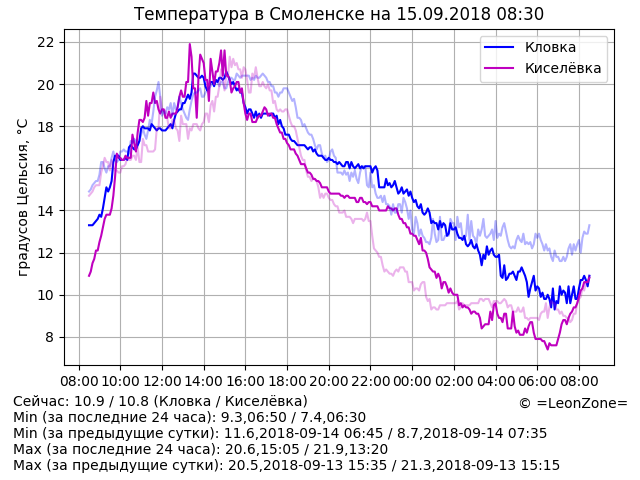 Температура в Смоленске на 15.09.2018 08:30
градусов Цельсия, °C
22
20
18
16
14
12
10
8
Кловка
Киселёвка
08:00 10:00 12:00 14:00 16:00 18:00 20:00 22:00 00:00 02:00 04:00 06:00 08:00
Сейчас: 10.9 / 10.8 (Кловка / Киселёвка)
© =LeonZone=
Min (за последние 24 часа): 9.3,06:50 / 7.4,06:30
Min (за предыдущие сутки): 11.6,2018-09-14 06:45 / 8.7,2018-09-14 07:35
Max (за последние 24 часа): 20.6,15:05 / 21.9,13:20
Max (за предыдущие сутки): 20.5,2018-09-13 15:35 / 21.3,2018-09-13 15:15